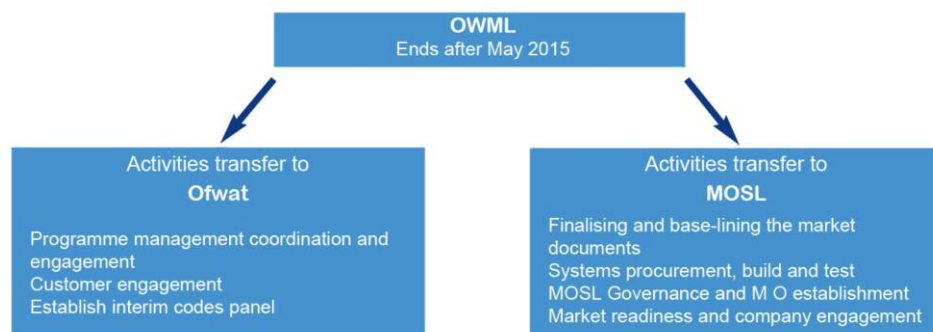 OWML
Ends after May 2015
Activities transfer to
Ofwat
Programme management coordination and
engagement
Customer engagement
Establish interim codes panel
Activities transfer to
MOSL
Finalising and base-lining the market
documents
Systems procurement, build and test
MOSL Governance and M O establishment
Market readiness and company engagement